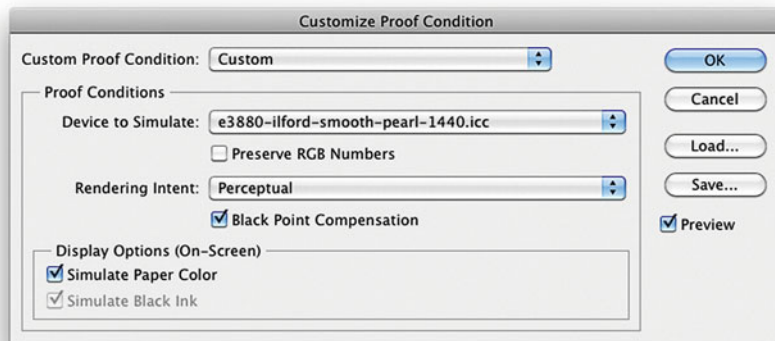 Customize Proof Condition
Custom Proof Condition: Custom
OK
Proof Conditions
Cancel
Device to Simulate: e3880-ilford-smooth-pearl-1440.icc
Preserve RGB Numbers
Load...
Rendering Intent: Perceptual
Save...
Black Point Compensation
Preview
Display Options (On-Screen)
Simulate Paper Color
Simulate Black Ink